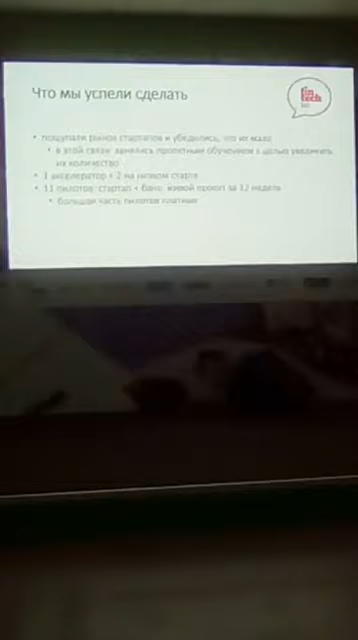 Что мы успели сделать
fin
tech
lab
• пощупали рынок стартапов и убедились, что их мало
• в этой связи занялись проектным обучением с целью увеличить
их количество
• 1 акселератор + 2 на низком старте
• 11 пилотов: стартап + банк, живой прокол за 12 недель
• большая часть пилотов платные